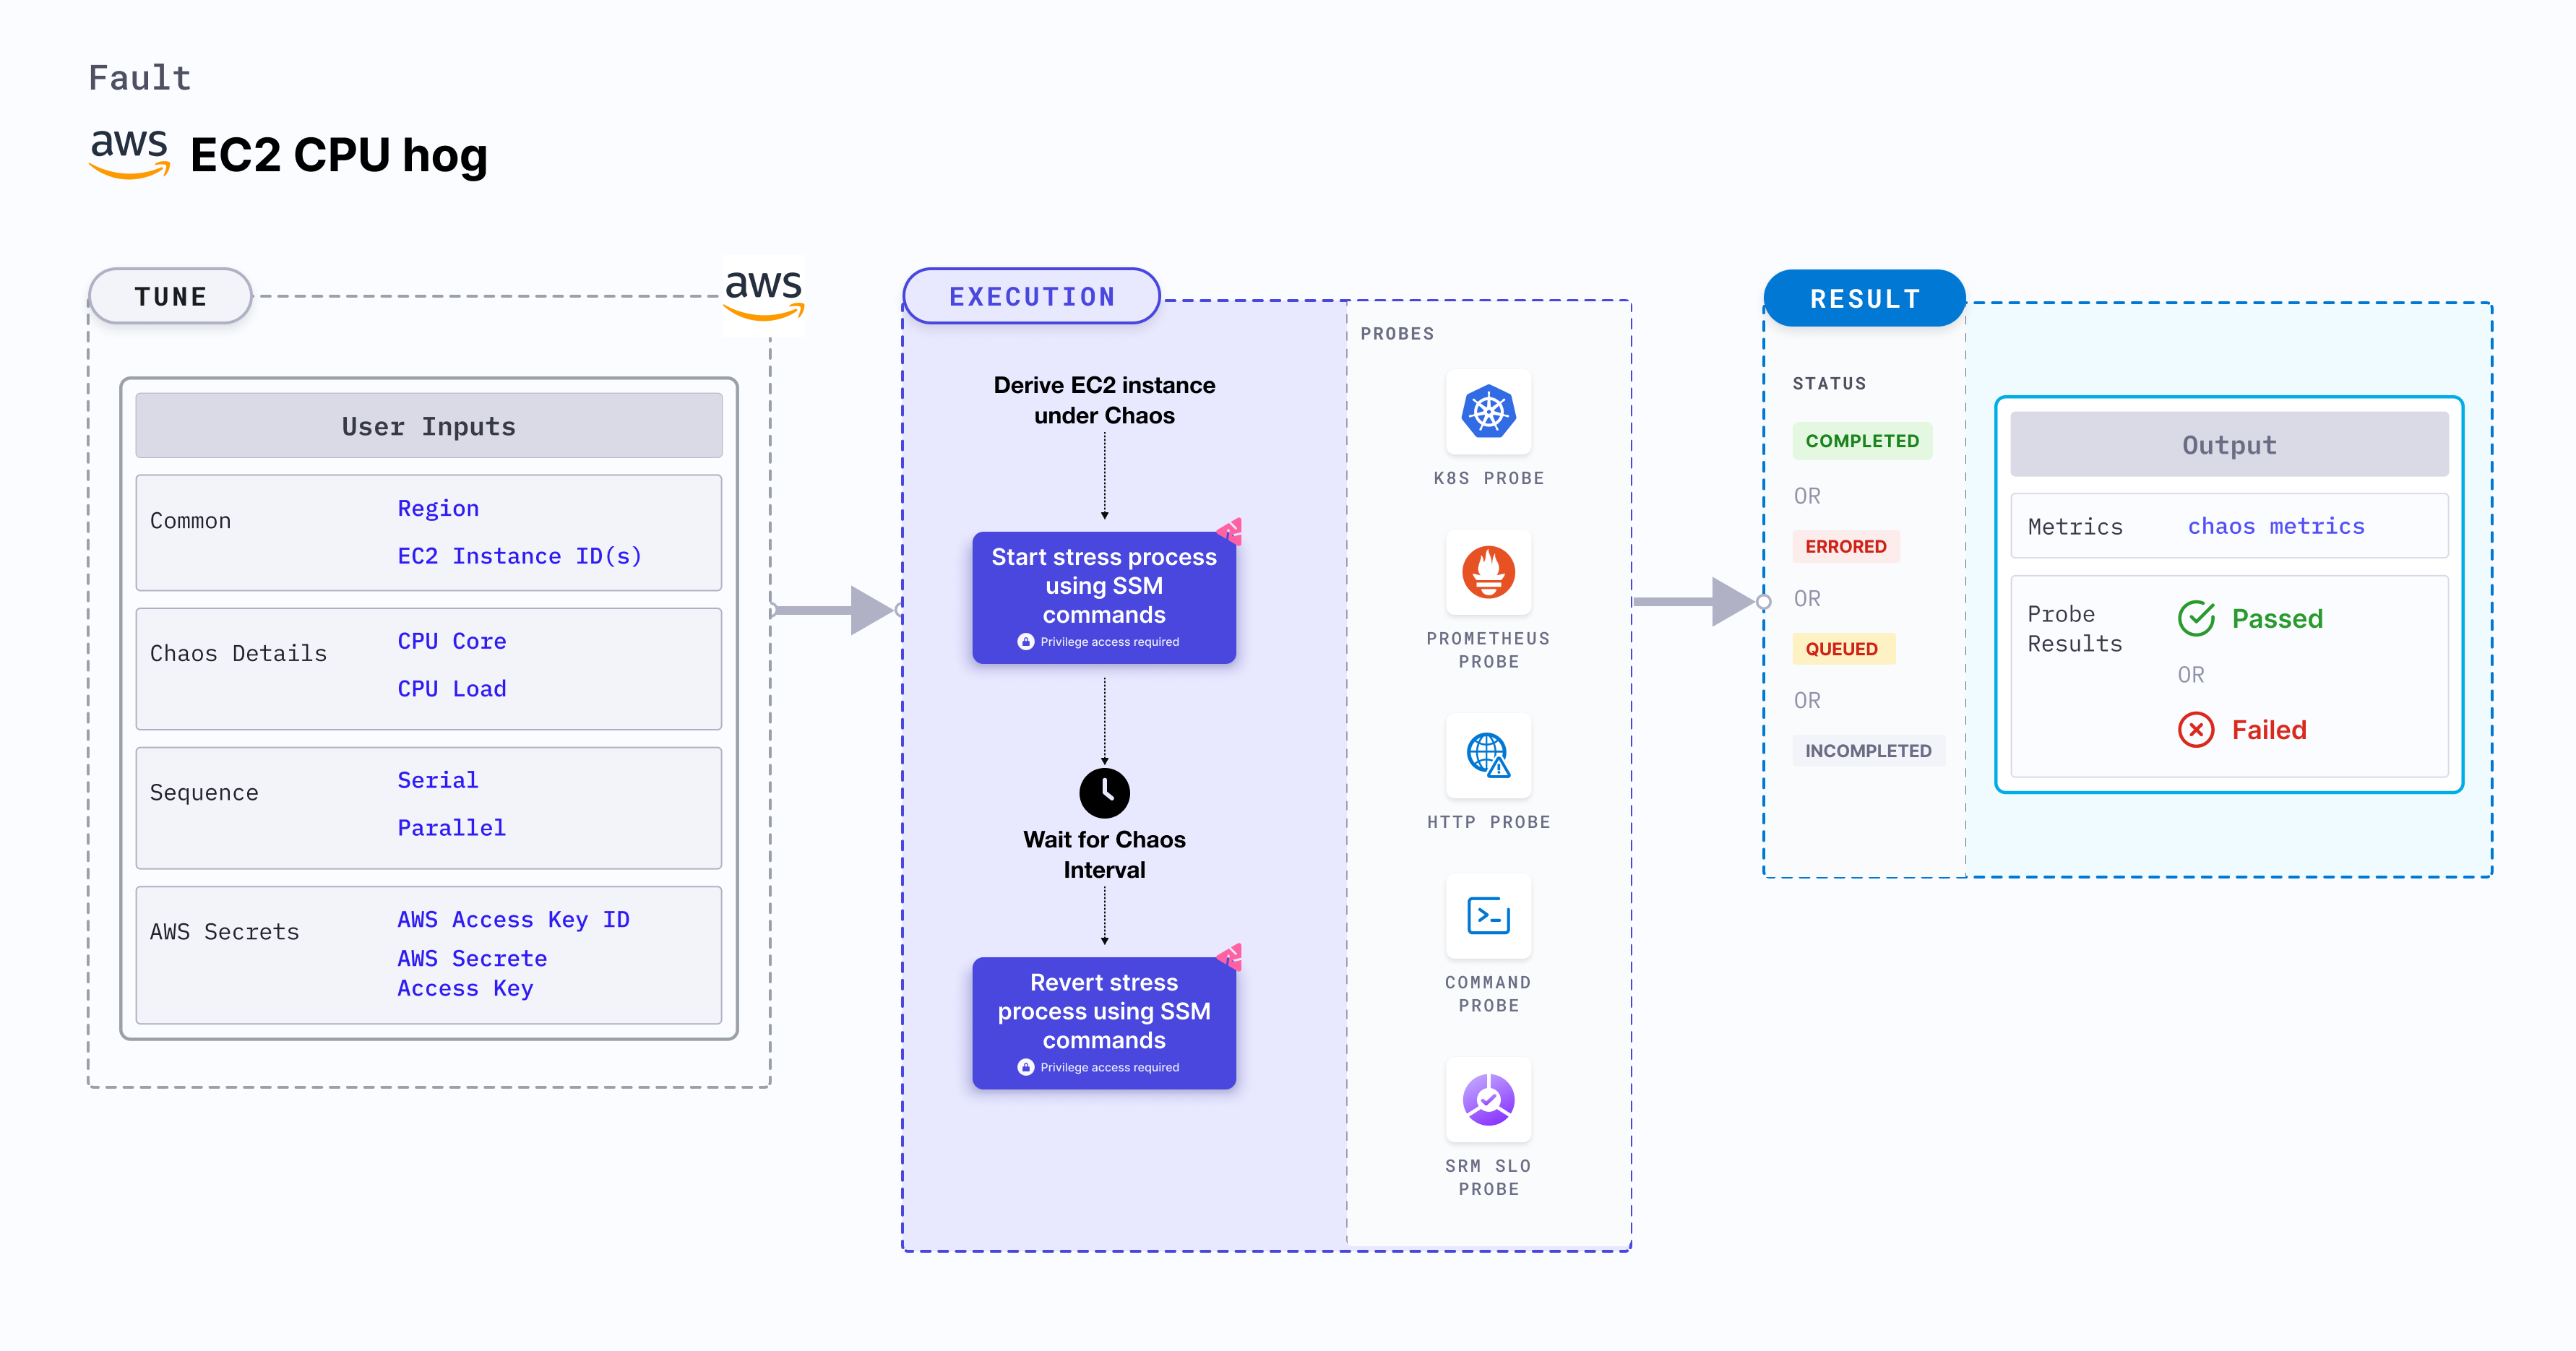 Fault
aws EC2 CPU hog
TUNE
aws
User Inputs
Common
Region
EC2 Instance ID(s)
Chaos Details
CPU Core
CPU Load
Sequence
Serial
Parallel
AWS Secrets
AWS Access Key ID
AWS Secrete
Access Key
EXECUTION
Derive EC2 instance
under Chaos
Start stress process
using SSM
commands
Privilege access required
Wait for Chaos
Interval
Revert stress
process using SSM
commands
Privilege access required
PROBES
K8S PROBE
PROMETHEUS
PROBE
HTTP PROBE
COMMAND
PROBE
SRM SLO
PROBE
RESULT
STATUS
COMPLETED
OR
ERRORED
OR
QUEUED
OR
INCOMPLETED
Output
Metrics
chaos metrics
Probe
Results
Passed
OR
Failed